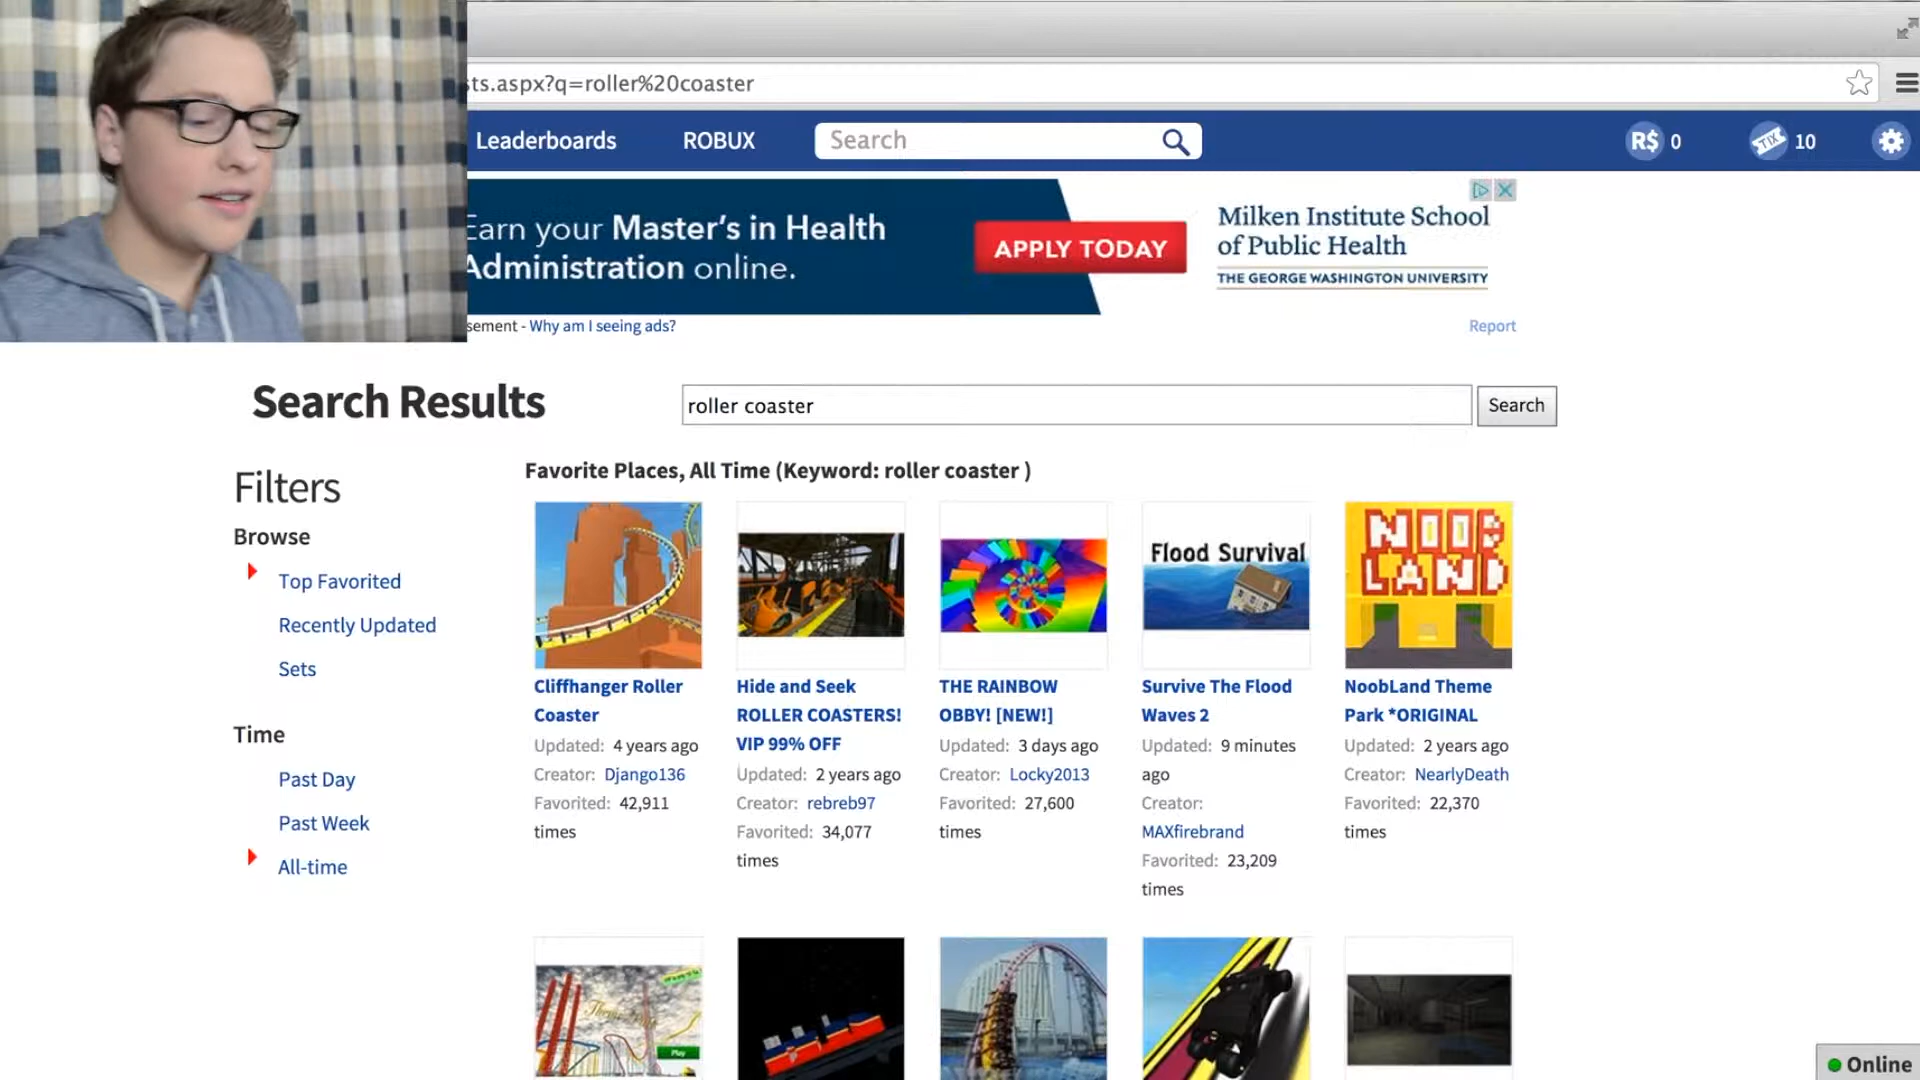 sts.aspx?q=roller%20coaster
Leaderboards
ROBUX
Search
R$ 0
TIX 10
Earn your Master's in Health
Administration online.
APPLY TODAY
Milken Institute School
of Public Health
THE GEORGE WASHINGTON UNIVERSITY
sement - Why am I seeing ads?
Report
Search Results
roller coaster
Search
Filters
Browse
Top Favorited
Recently Updated
Sets
Time
Past Day
Past Week
All-time
Favorite Places, All Time (Keyword: roller coaster )
Cliffhanger Roller
Coaster
Updated: 4 years ago
Creator: Django136
Favorited: 42,911
times
Hide and Seek
ROLLER COASTERS!
VIP 99% OFF
Updated: 2 years ago
Creator: rebreb97
Favorited: 34,077
times
THE RAINBOW
OBBY! [NEW!]
Updated: 3 days ago
Creator: Locky2013
Favorited: 27,600
times
Flood Survival
Survive The Flood
Waves 2
Updated: 9 minutes
ago
Creator:
MAXfirebrand
Favorited: 23,209
times
NOOB
LAND
NoobLand Theme
Park *ORIGINAL
Updated: 2 years ago
Creator: NearlyDeath
Favorited: 22,370
times
Play
Online